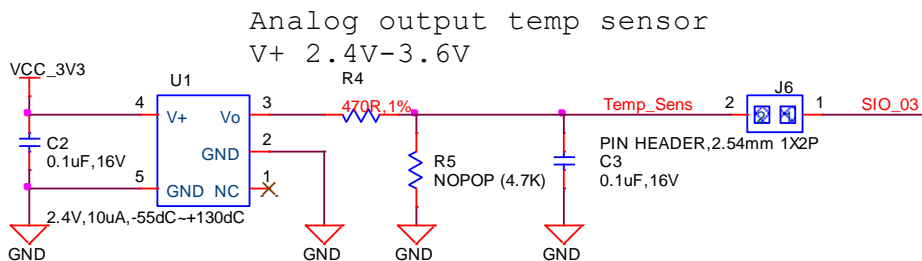 Analog output temp sensor
V+ 2.4V-3.6V
VCC_3V3
U1
R4
J6
4
V+
Vo
3
470R,1%
Temp_Sens
2
1
SIO_03
C2
0.1uF,16V
GND
2
PIN HEADER,2.54mm 1X2P
R5
NOPOP (4.7K)
C3
0.1uF,16V
5
GND
NC
1
2.4V,10uA,-55dC~+130dC
GND
GND
GND
GND